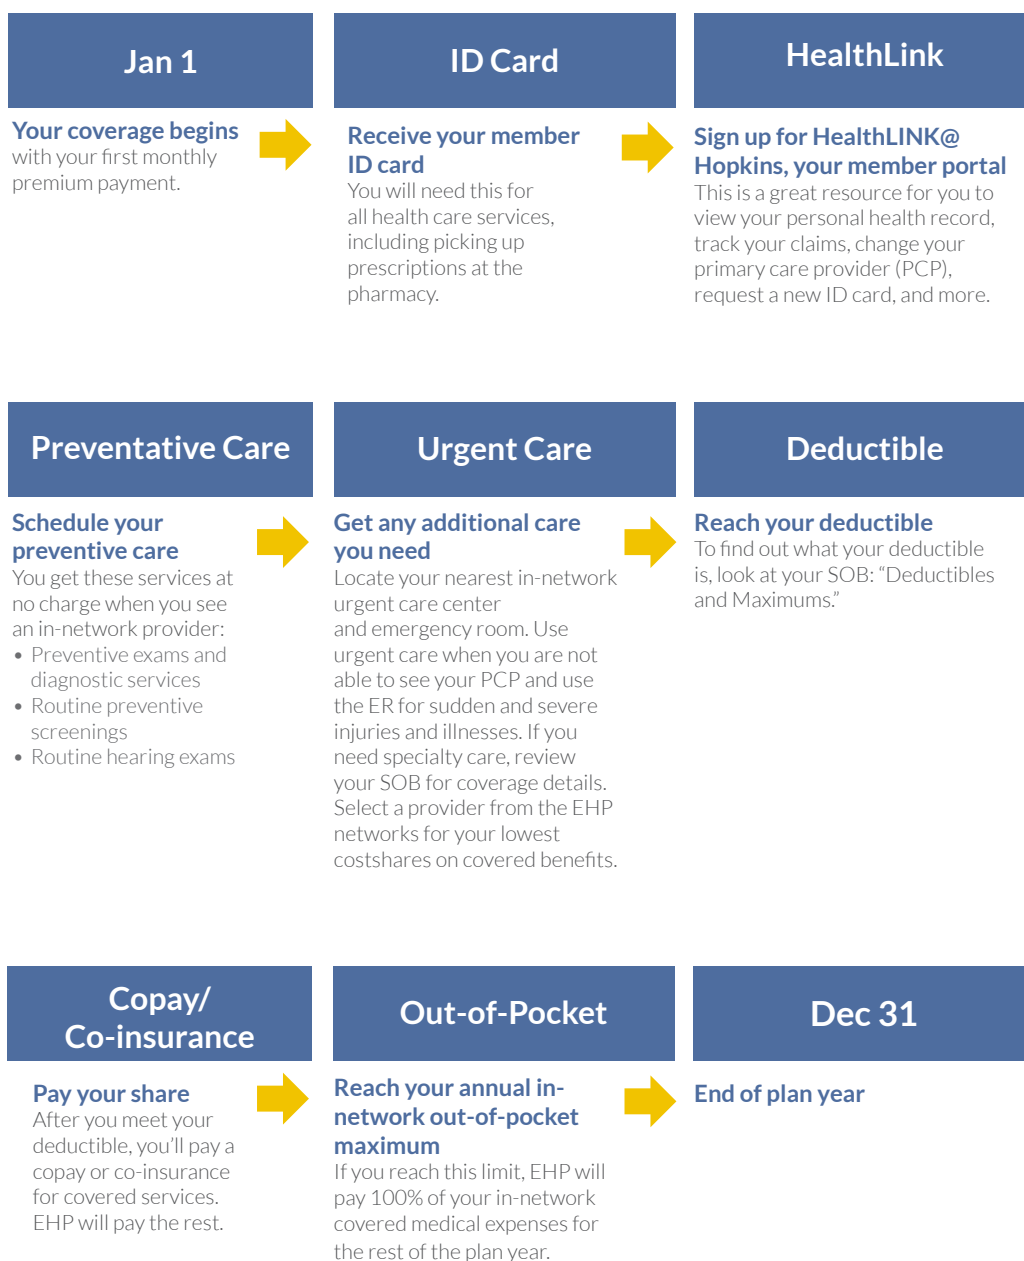 Jan 1
Your coverage begins
with your first monthly
premium payment.
ID Card
Receive your member
ID card
You will need this for
all health care services,
including picking up
prescriptions at the
pharmacy.
HealthLink
Sign up for HealthLINK@
Hopkins, your member portal
This is a great resource for you to
view your personal health record,
track your claims, change your
primary care provider (PCP),
request a new ID card, and more.
Preventative Care
Schedule your
preventive care
You get these services at
no charge when you see
an in-network provider:
• Preventive exams and
diagnostic services
• Routine preventive
screenings
• Routine hearing exams
Urgent Care
Get any additional care
you need
Locate your nearest in-network
urgent care center
and emergency room. Use
urgent care when you are not
able to see your PCP and use
the ER for sudden and severe
injuries and illnesses. If you
need specialty care, review
your SOB for coverage details.
Select a provider from the EHP
networks for your lowest
costshares on covered benefits.
Deductible
Reach your deductible
To find out what your deductible
is, look at your SOB: “Deductibles
and Maximums.”
Copay/
Co-insurance
Pay your share
After you meet your
deductible, you’ll pay a
copay or co-insurance
for covered services.
EHP will pay the rest.
Out-of-Pocket
Reach your annual in-
network out-of-pocket
maximum
If you reach this limit, EHP will
pay 100% of your in-network
covered medical expenses for
the rest of the plan year.
Dec 31
End of plan year